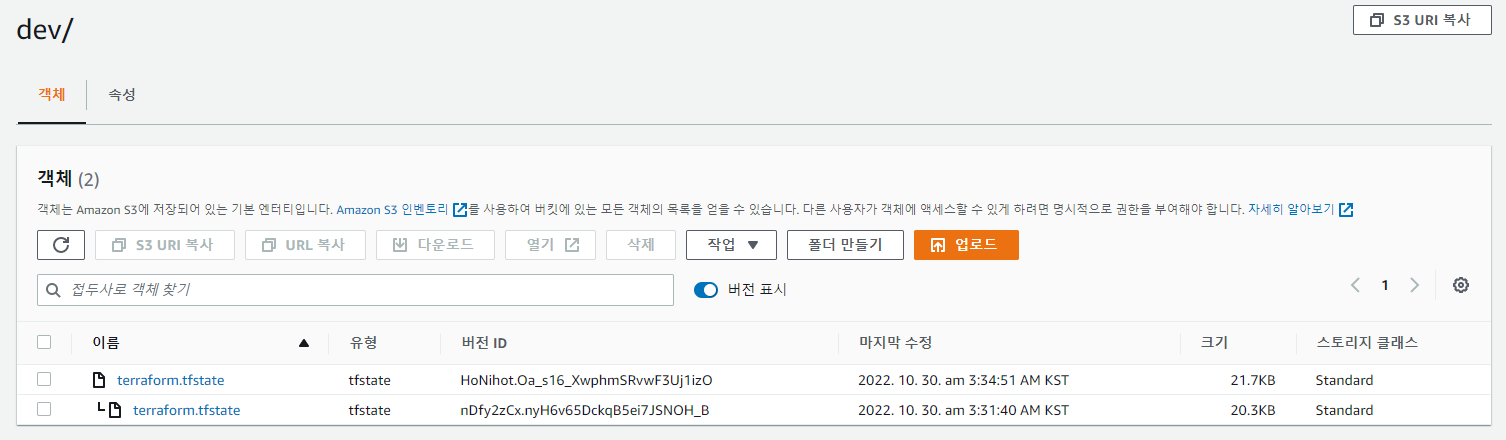 dev/
S3 URI 복사
객체 속성
객체 (2)
객체는 Amazon S3에 저장되어 있는 기본 엔터티입니다. Amazon S3 인벤토리 를 사용하여 버킷에 있는 모든 객체의 목록을 얻을 수 있습니다. 다른 사용자가 객체에 액세스할 수 있게 하려면 명시적으로 권한을 부여해야 합니다. 자세히 알아보기
S3 URI 복사 URL 복사 다운로드 열기 삭제 작업 폴더 만들기 업로드
접두사로 객체 찾기 버전 표시 1
이름 유형 버전 ID 마지막 수정 크기 스토리지 클래스
terraform.tfstate tfstate HoNihot.Oa_s16_XwphmSRvwF3Uj1izO 2022. 10. 30. am 3:34:51 AM KST 21.7KB Standard
terraform.tfstate tfstate nDfy2zCx.nyH6v65DckqB5ei7JSNOH_B 2022. 10. 30. am 3:31:40 AM KST 20.3KB Standard